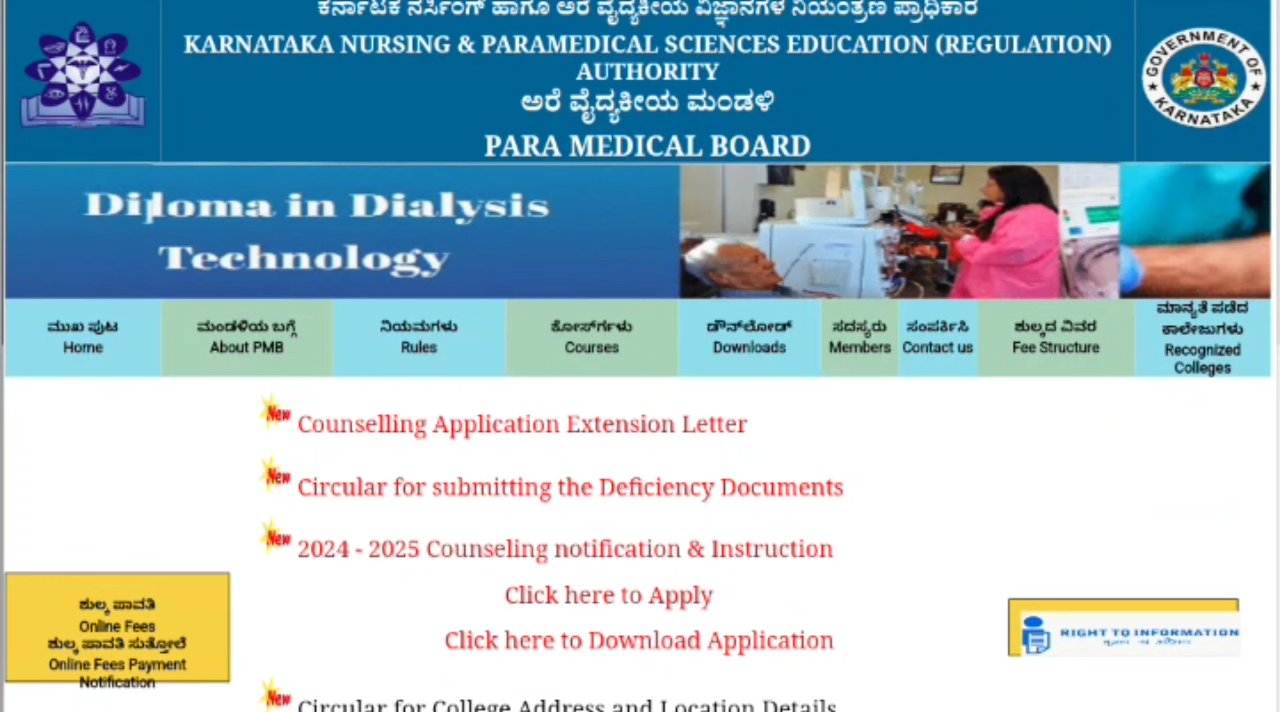 ಕರ್ನಾಟಕ ನರ್ಸಿಂಗ್ ಹಾಗೂ ಅರೆ ವೈದ್ಯಕೀಯ ವಿಜ್ಞಾನಗಳ ನಿಯಂತ್ರಣ ಪ್ರಾಧಿಕಾರ
KARNATAKA NURSING & PARAMEDICAL SCIENCES EDUCATION (REGULATION)
AUTHORITY
ಅರೆ ವೈದ್ಯಕೀಯ ಮಂಡಳಿ
PARA MEDICAL BOARD
GOVERNMENT OF
KARNATAKA
Diploma in Dialysis
Technology
ಮುಖ ಪುಟ
Home
ಮಂಡಳಿಯ ಬಗ್ಗೆ
About PMB
ನಿಯಮಗಳು
Rules
ಕೋರ್ಸ್‌ಗಳು
Courses
ಡೌನ್‌ಲೋಡ್
Downloads
ಸದಸ್ಯರು
Members
ಸಂಪರ್ಕಿಸಿ
Contact us
ಶುಲ್ಕದ ವಿವರ
Fee Structure
ಮಾನ್ಯತೆ ಪಡೆದ
ಕಾಲೇಜುಗಳು
Recognized
Colleges
New Counselling Application Extension Letter
New Circular for submitting the Deficiency Documents
New 2024 - 2025 Counseling notification & Instruction
Click here to Apply
Click here to Download Application
New Circular for College Address and Location Details
ಶುಲ್ಕ ಪಾವತಿ
Online Fees
ಶುಲ್ಕ ಪಾವತಿ ಸುತ್ತೋಲೆ
Online Fees Payment
Notification
RIGHT TO INFORMATION